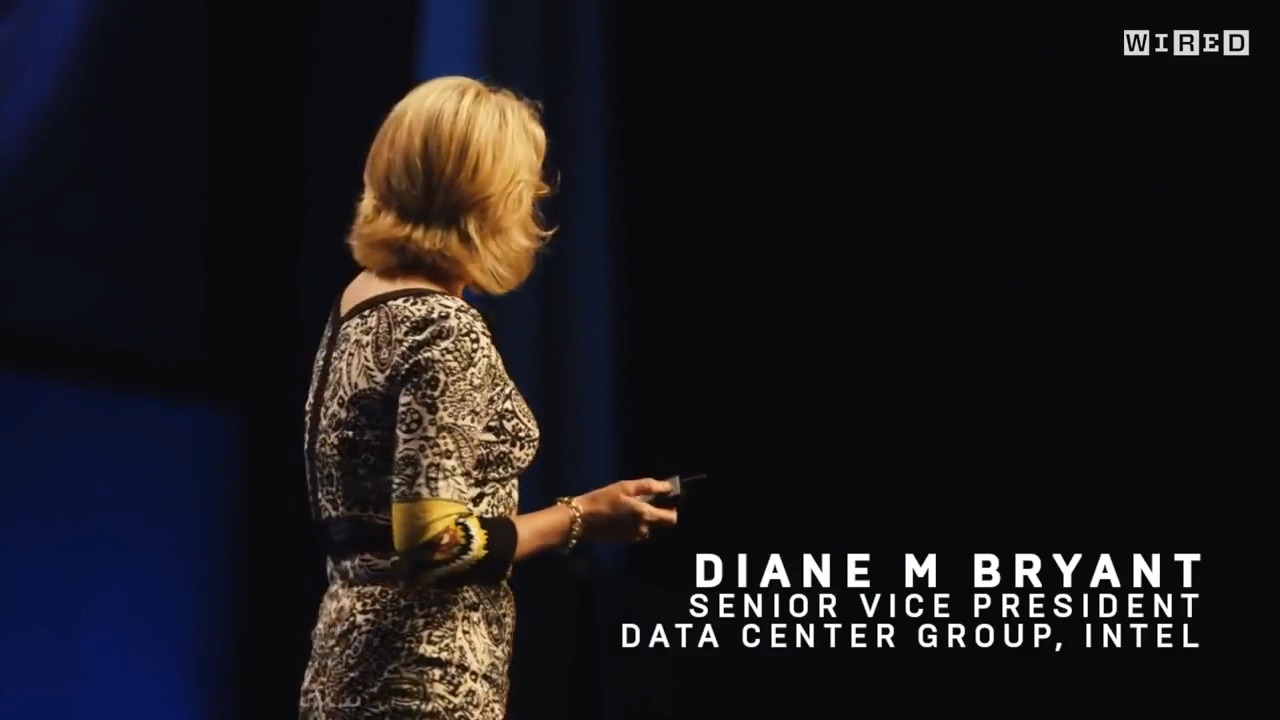 WIRED
DIANE M BRYANT
SENIOR VICE PRESIDENT
DATA CENTER GROUP, INTEL